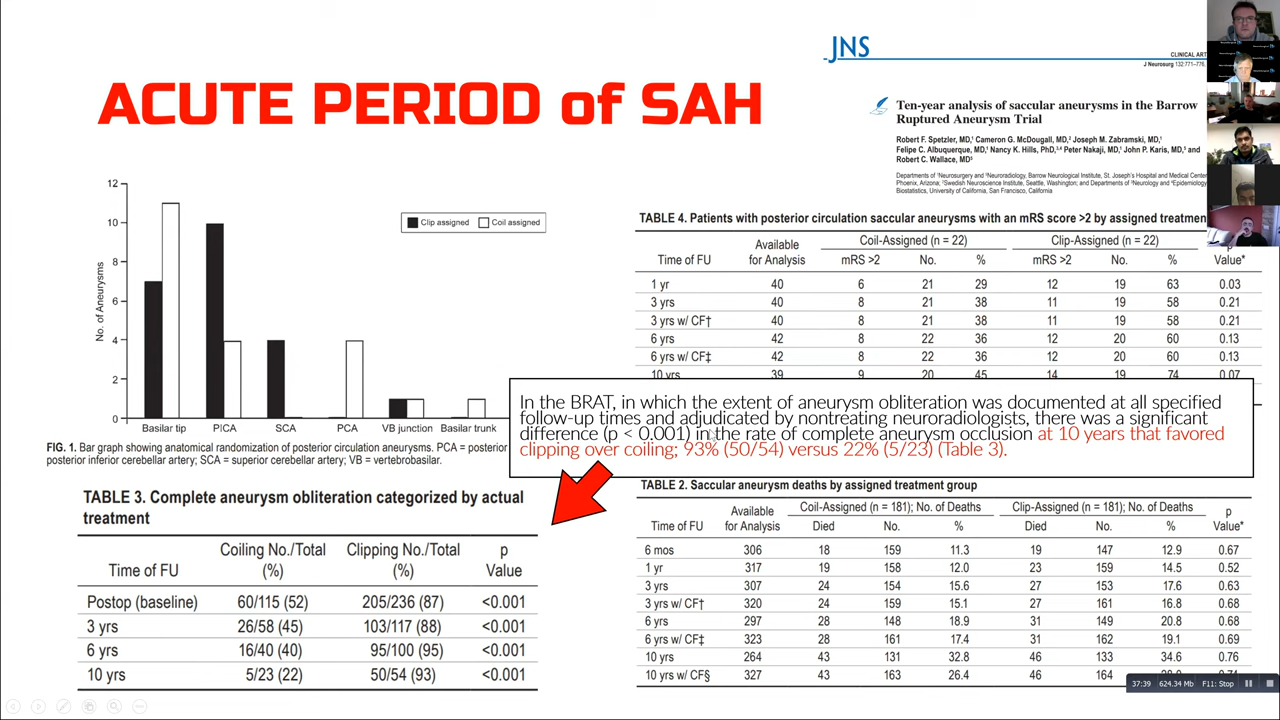 JNS
CLINICAL ART
J Neurosurg 132:771–776,
ACUTE PERIOD of SAH
Ten-year analysis of saccular aneurysms in the Barrow
Ruptured Aneurysm Trial
Robert F. Spetzler, MD,¹ Cameron G. McDougall, MD,² Joseph M. Zabramski, MD,¹
Felipe C. Albuquerque, MD,¹ Nancy K. Hills, PhD,³,⁴ Peter Nakaji, MD,¹ John P. Karis, MD,¹ and
Robert C. Wallace, MD⁵
Departments of ¹Neurosurgery and ⁵Neuroradiology, Barrow Neurological Institute, St. Joseph's Hospital and Medical Center,
Phoenix, Arizona; ²Swedish Neuroscience Institute, Seattle, Washington; and Departments of ³Neurology and ⁴Epidemiology
Biostatistics, University of California, San Francisco, California
12
10
8
6
4
2
0
No. of Aneurysms
Clip assigned Coil assigned
Basilar tip PICA SCA PCA VB junction Basilar trunk
FIG. 1. Bar graph showing anatomical randomization of posterior circulation aneurysms. PCA = posterior
posterior inferior cerebellar artery; SCA = superior cerebellar artery; VB = vertebrobasilar.
TABLE 4. Patients with posterior circulation saccular aneurysms with an mRS score >2 by assigned treatment
Available Coil-Assigned (n = 22) Clip-Assigned (n = 22)
Time of FU for Analysis mRS >2 No. % mRS >2 No. % Value*
1 yr 40 6 21 29 12 19 63 0.03
3 yrs 40 8 21 38 11 19 58 0.21
3 yrs w/ CF† 40 8 21 38 11 19 58 0.21
6 yrs 42 8 22 36 12 20 60 0.13
6 yrs w/ CF‡ 42 8 22 36 12 20 60 0.13
10 yrs 39 9 20 45 14 19 74 0.07
In the BRAT, in which the extent of aneurysm obliteration was documented at all specified
follow-up times and adjudicated by nontreating neuroradiologists, there was a significant
difference (p < 0.001) in the rate of complete aneurysm occlusion at 10 years that favored
clipping over coiling; 93% (50/54) versus 22% (5/23) (Table 3).
TABLE 3. Complete aneurysm obliteration categorized by actual
treatment
Coiling No./Total Clipping No./Total p
Time of FU (%) (%) Value
Postop (baseline) 60/115 (52) 205/236 (87) <0.001
3 yrs 26/58 (45) 103/117 (88) <0.001
6 yrs 16/40 (40) 95/100 (95) <0.001
10 yrs 5/23 (22) 50/54 (93) <0.001
TABLE 2. Saccular aneurysm deaths by assigned treatment group
Available Coil-Assigned (n = 181); No. of Deaths Clip-Assigned (n = 181); No. of Deaths p
Time of FU for Analysis Died No. % Died No. % Value*
6 mos 306 18 159 11.3 19 147 12.9 0.67
1 yr 317 19 158 12.0 23 159 14.5 0.52
3 yrs 307 24 154 15.6 27 153 17.6 0.63
3 yrs w/ CF† 320 24 159 15.1 27 161 16.8 0.68
6 yrs 297 28 148 18.9 31 149 20.8 0.68
6 yrs w/ CF‡ 323 28 161 17.4 31 162 19.1 0.69
10 yrs 264 43 131 32.8 46 133 34.6 0.76
10 yrs w/ CF§ 327 43 163 26.4 46 164
37:39 624.34 Mb F11: Stop